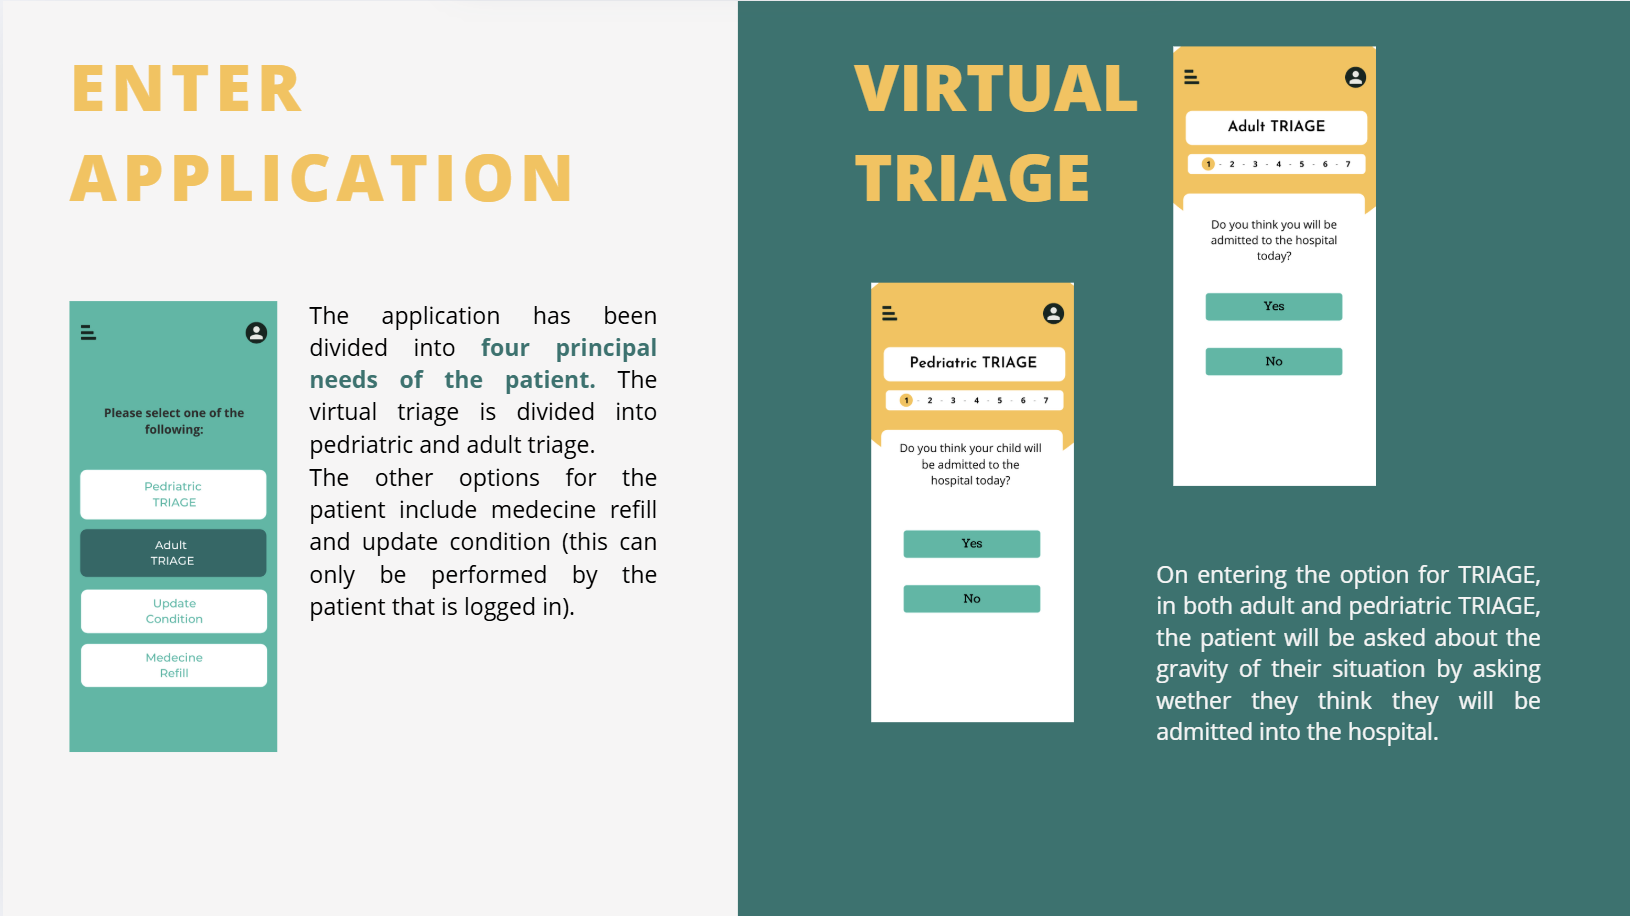 ENTER
APPLICATION
Please select one of the
following:
Pedriatric
TRIAGE
Adult
TRIAGE
Update
Condition
Medecine
Refill
The application has been
divided into four principal
needs of the patient. The
virtual triage is divided into
pedriatric and adult triage.
The other options for the
patient include medecine refill
and update condition (this can
only be performed by the
patient that is logged in).
VIRTUAL
TRIAGE
Pedriatric TRIAGE
1 - 2 - 3 - 4 - 5 - 6 - 7
Do you think your child will
be admitted to the
hospital today?
Yes
No
Adult TRIAGE
1 - 2 - 3 - 4 - 5 - 6 - 7
Do you think you will be
admitted to the hospital
today?
Yes
No
On entering the option for TRIAGE,
in both adult and pedriatric TRIAGE,
the patient will be asked about the
gravity of their situation by asking
wether they think they will be
admitted into the hospital.